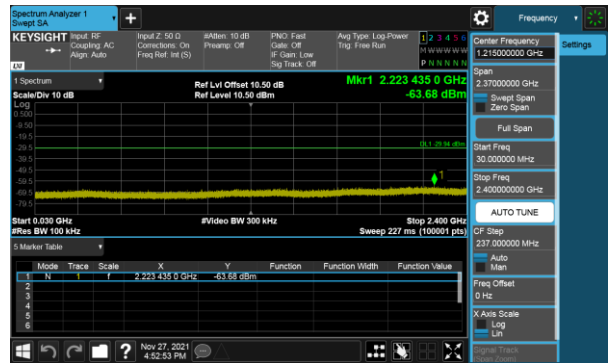 Spectrum Analyzer 1
Swept SA
+
Frequency
KEYSIGHT
Input: RF
Coupling: AC
Align: Auto
Input Z: 50 Ω
Corrections: On
Freq Ref: Int (S)
#Atten: 10 dB
Preamp: Off
PNO: Fast
Gate: Off
IF Gain: Low
Sig Track: Off
Avg Type: Log-Power
Trig: Free Run
1 2 3 4 5 6
M W W W W W
P N N N N N
LXI
Center Frequency
1.215000000 GHz
Settings
Span
2.37000000 GHz
Swept Span
Zero Span
Full Span
Start Freq
30.000000 MHz
Stop Freq
2.400000000 GHz
AUTO TUNE
CF Step
237.000000 MHz
Auto
Man
Freq Offset
0 Hz
X Axis Scale
Log
Lin
Signal Track
(Span Zoom)
1 Spectrum
Scale/Div 10 dB
Ref Lvl Offset 10.50 dB
Ref Level 10.50 dBm
Mkr1 2.223 435 0 GHz
-63.68 dBm
Log
0.500
-9.50
-19.5
-29.5
-39.5
-49.5
-59.5
-69.5
-79.5
DL1 -29.94 dBm
1
Start 0.030 GHz
#Res BW 100 kHz
#Video BW 300 kHz
Stop 2.400 GHz
Sweep 227 ms (100001 pts)
5 Marker Table
Mode Trace Scale X Y Function Function Width Function Value
1 N 1 f 2.223 435 0 GHz -63.68 dBm
2
3
4
5
6
?
Nov 27, 2021
4:52:53 PM